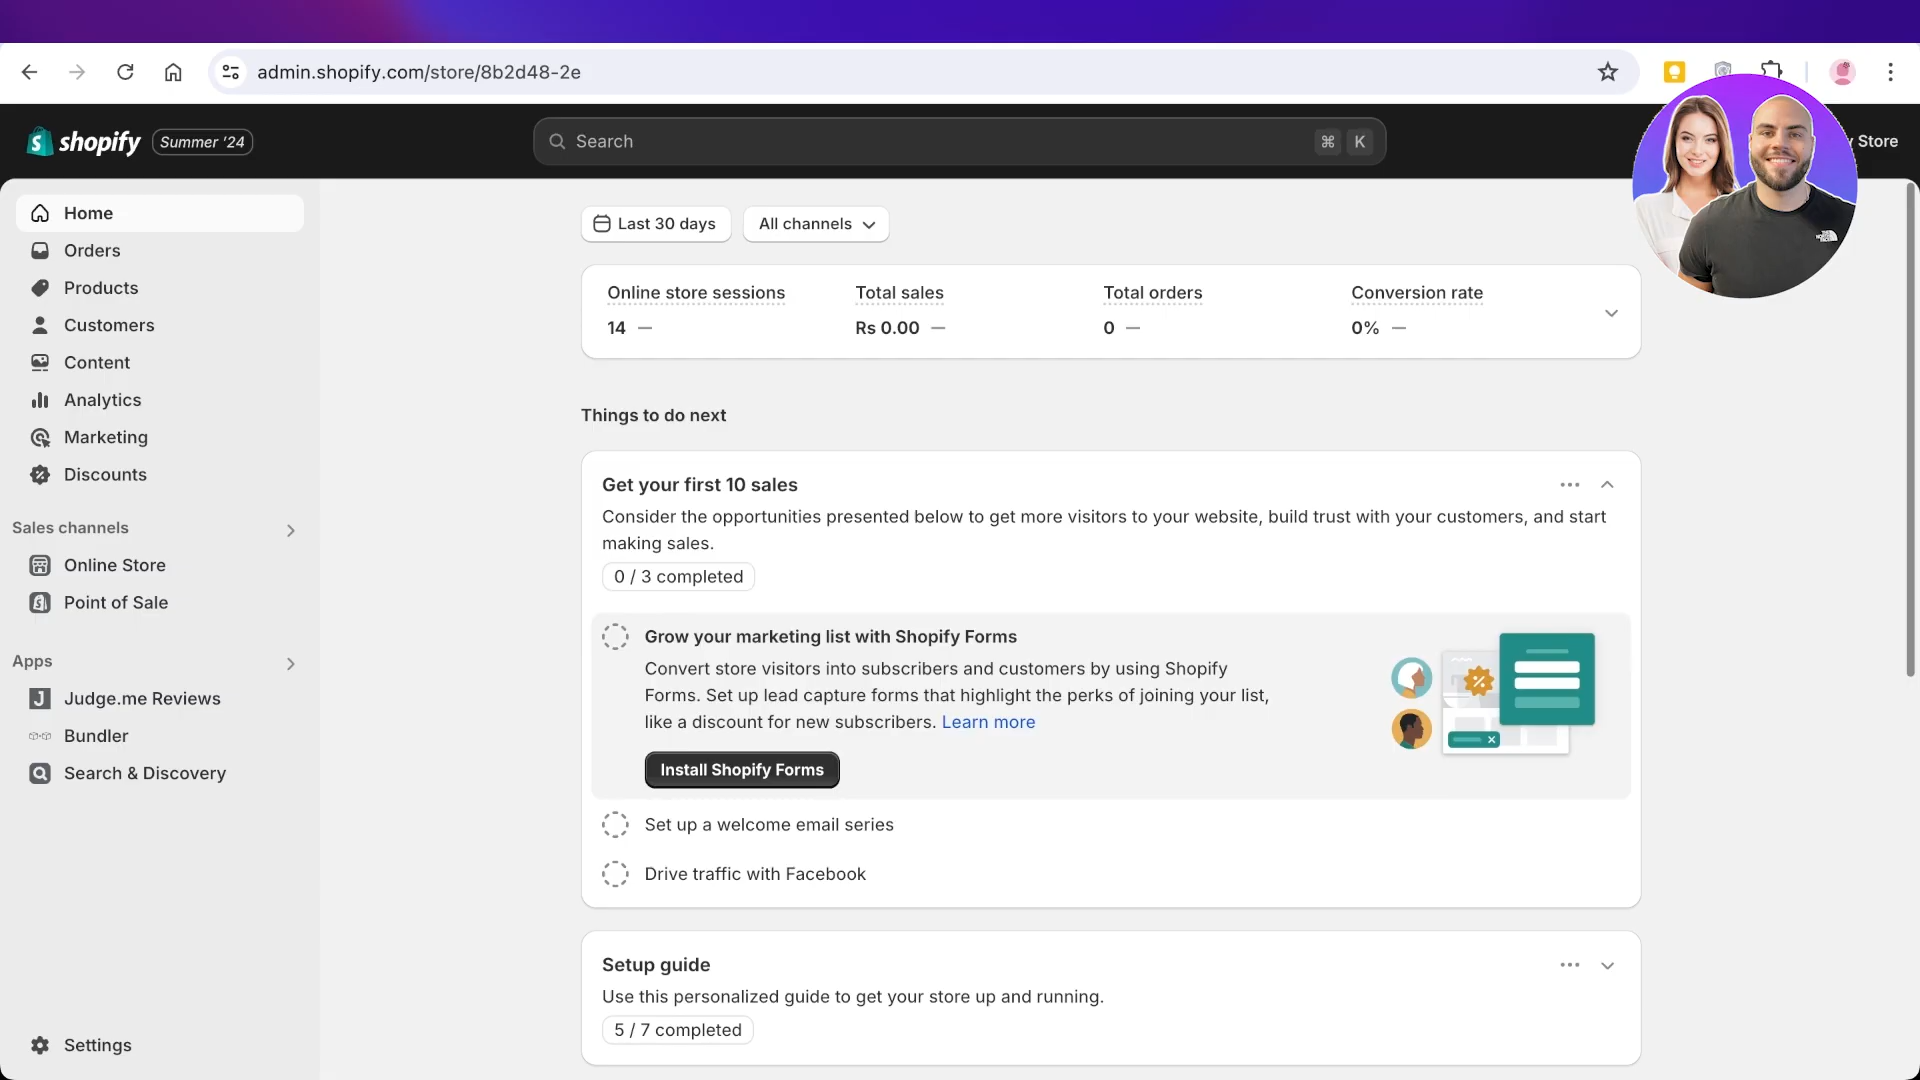 admin.shopify.com/store/8b2d48-2e
shopify
Summer '24
Search
⌘ K
Store
Home
Orders
Products
Customers
Content
Analytics
Marketing
Discounts
Sales channels
Online Store
Point of Sale
Apps
Judge.me Reviews
Bundler
Search & Discovery
Settings
Last 30 days
All channels
Online store sessions
14 —
Total sales
Rs 0.00 —
Total orders
0 —
Conversion rate
0% —
Things to do next
Get your first 10 sales
Consider the opportunities presented below to get more visitors to your website, build trust with your customers, and start
making sales.
0 / 3 completed
Grow your marketing list with Shopify Forms
Convert store visitors into subscribers and customers by using Shopify
Forms. Set up lead capture forms that highlight the perks of joining your list,
like a discount for new subscribers. Learn more
Install Shopify Forms
Set up a welcome email series
Drive traffic with Facebook
Setup guide
Use this personalized guide to get your store up and running.
5 / 7 completed